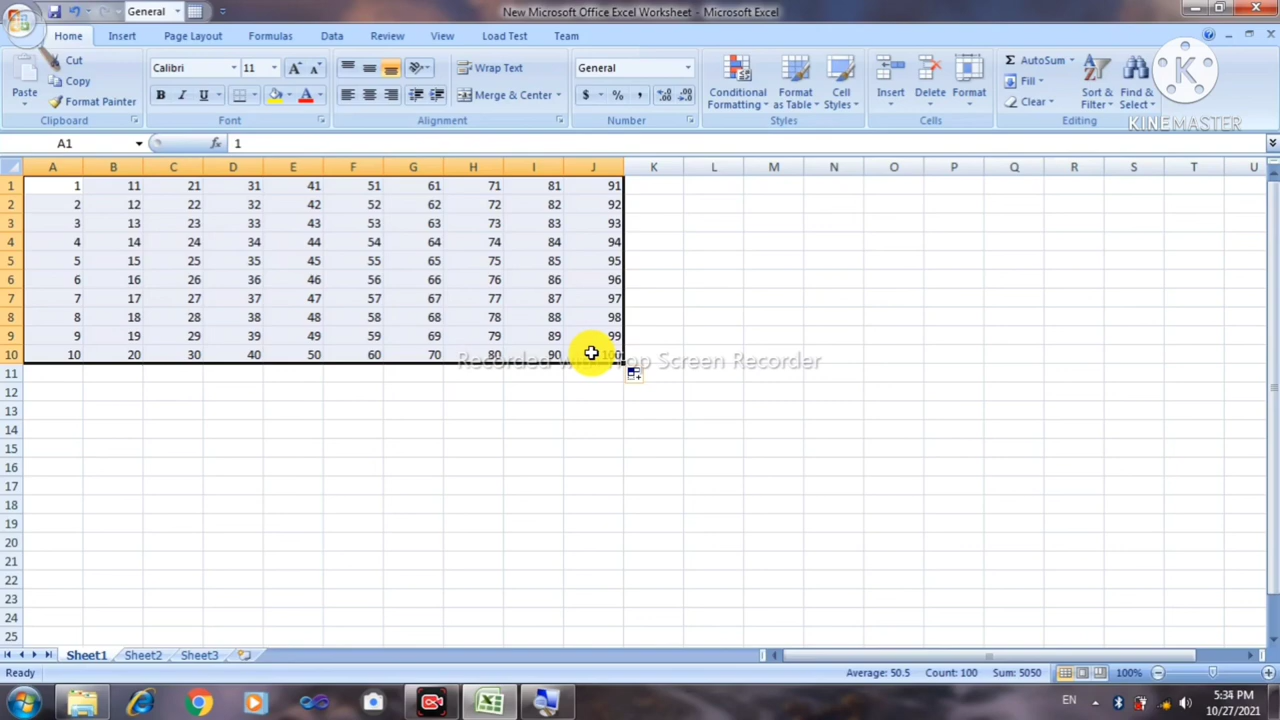 General
New Microsoft Office Excel Worksheet - Microsoft Excel
Home Insert Page Layout Formulas Data Review View Load Test Team
Paste
Cut
Copy
Format Painter
Clipboard
Calibri 11
B I U
A
Font
Wrap Text
Merge & Center
Alignment
General
$ % ,
Number
Conditional Formatting
Format as Table
Cell Styles
Styles
Insert Delete Format
Cells
Σ AutoSum
Fill
Clear
Sort & Filter
Find & Select
Editing
K
KINEMASTER
A1 fx 1
A B C D E F G H I J K L M N O P Q R S T U
1 1 11 21 31 41 51 61 71 81 91
2 2 12 22 32 42 52 62 72 82 92
3 3 13 23 33 43 53 63 73 83 93
4 4 14 24 34 44 54 64 74 84 94
5 5 15 25 35 45 55 65 75 85 95
6 6 16 26 36 46 56 66 76 86 96
7 7 17 27 37 47 57 67 77 87 97
8 8 18 28 38 48 58 68 78 88 98
9 9 19 29 39 49 59 69 79 89 99
10 10 20 30 40 50 60 70 80 90 100
Recorded with Top Screen Recorder
11
12
13
14
15
16
17
18
19
20
21
22
23
24
25
Sheet1 Sheet2 Sheet3
Ready Average: 50.5 Count: 100 Sum: 5050 100%
EN 5:34 PM
10/27/2021